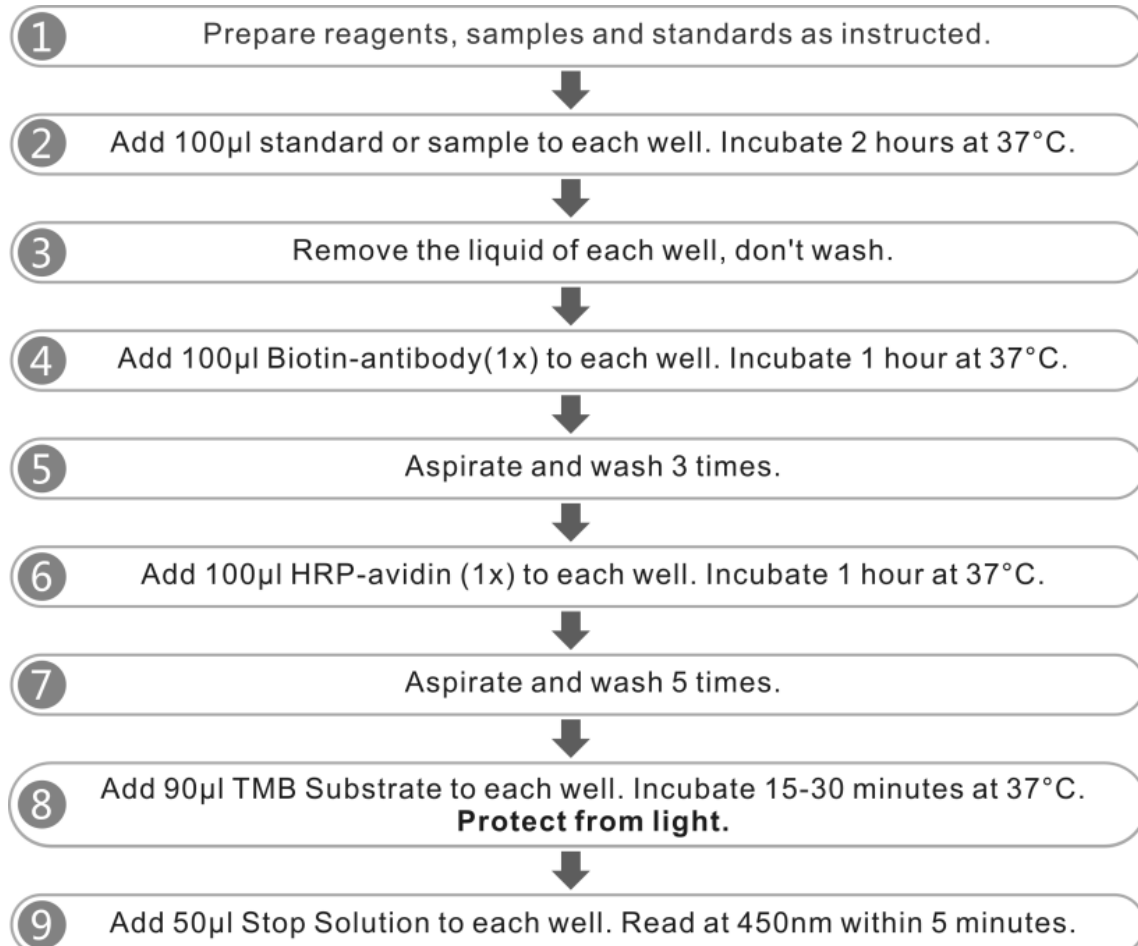 1 Prepare reagents, samples and standards as instructed.
2 Add 100µl standard or sample to each well. Incubate 2 hours at 37°C.
3 Remove the liquid of each well, don't wash.
4 Add 100µl Biotin-antibody(1x) to each well. Incubate 1 hour at 37°C.
5 Aspirate and wash 3 times.
6 Add 100µl HRP-avidin (1x) to each well. Incubate 1 hour at 37°C.
7 Aspirate and wash 5 times.
8 Add 90µl TMB Substrate to each well. Incubate 15-30 minutes at 37°C.
Protect from light.
9 Add 50µl Stop Solution to each well. Read at 450nm within 5 minutes.